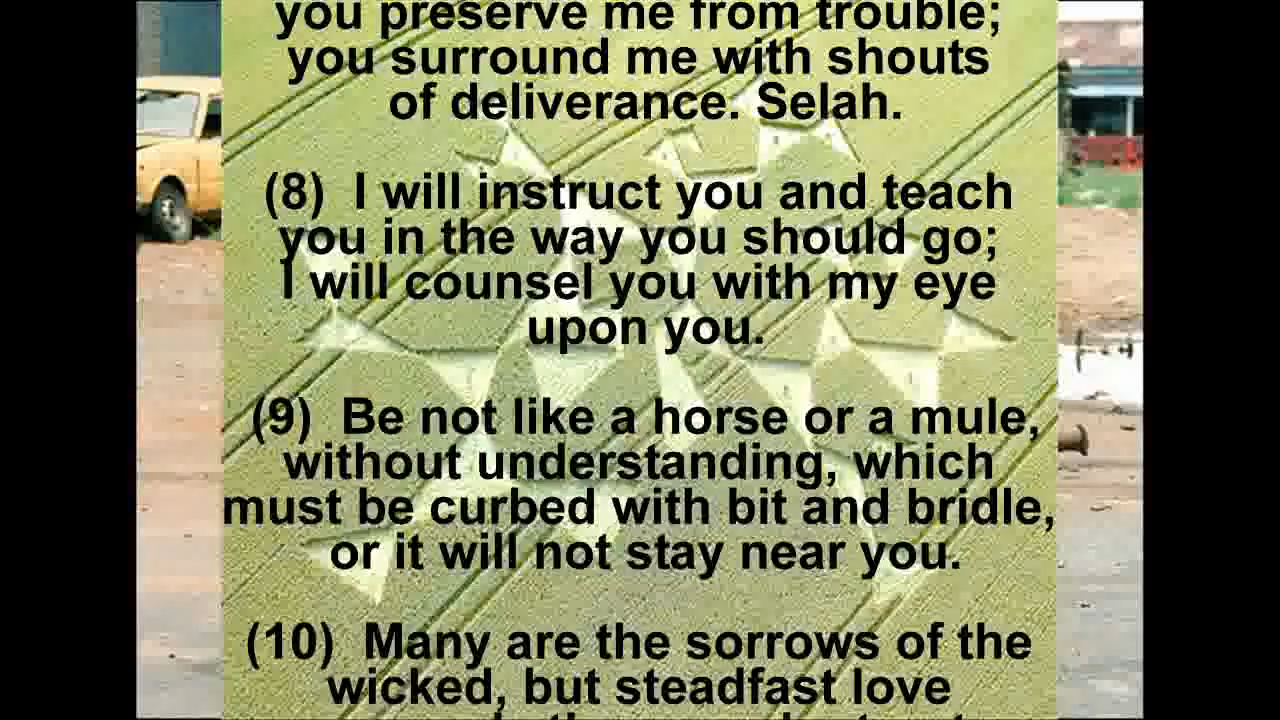 you preserve me from trouble;
you surround me with shouts
of deliverance. Selah.
(8) I will instruct you and teach
you in the way you should go;
I will counsel you with my eye
upon you.
(9) Be not like a horse or a mule,
without understanding, which
must be curbed with bit and bridle,
or it will not stay near you.
(10) Many are the sorrows of the
wicked, but steadfast love